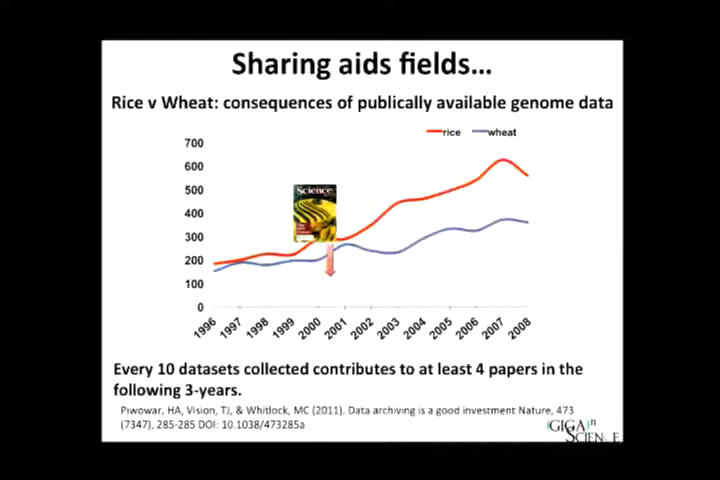 Sharing aids fields...
Rice v Wheat: consequences of publically available genome data
rice wheat
700
600
500
400
300
200
100
0
Science
1996 1997 1998 1999 2000 2001 2002 2003 2004 2005 2006 2007 2008
Every 10 datasets collected contributes to at least 4 papers in the
following 3-years.
Piwowar, HA, Vision, TJ, & Whitlock, MC (2011). Data archiving is a good investment Nature, 473
(7347), 285-285 DOI: 10.1038/473285a
GIGAn
SCIENCE